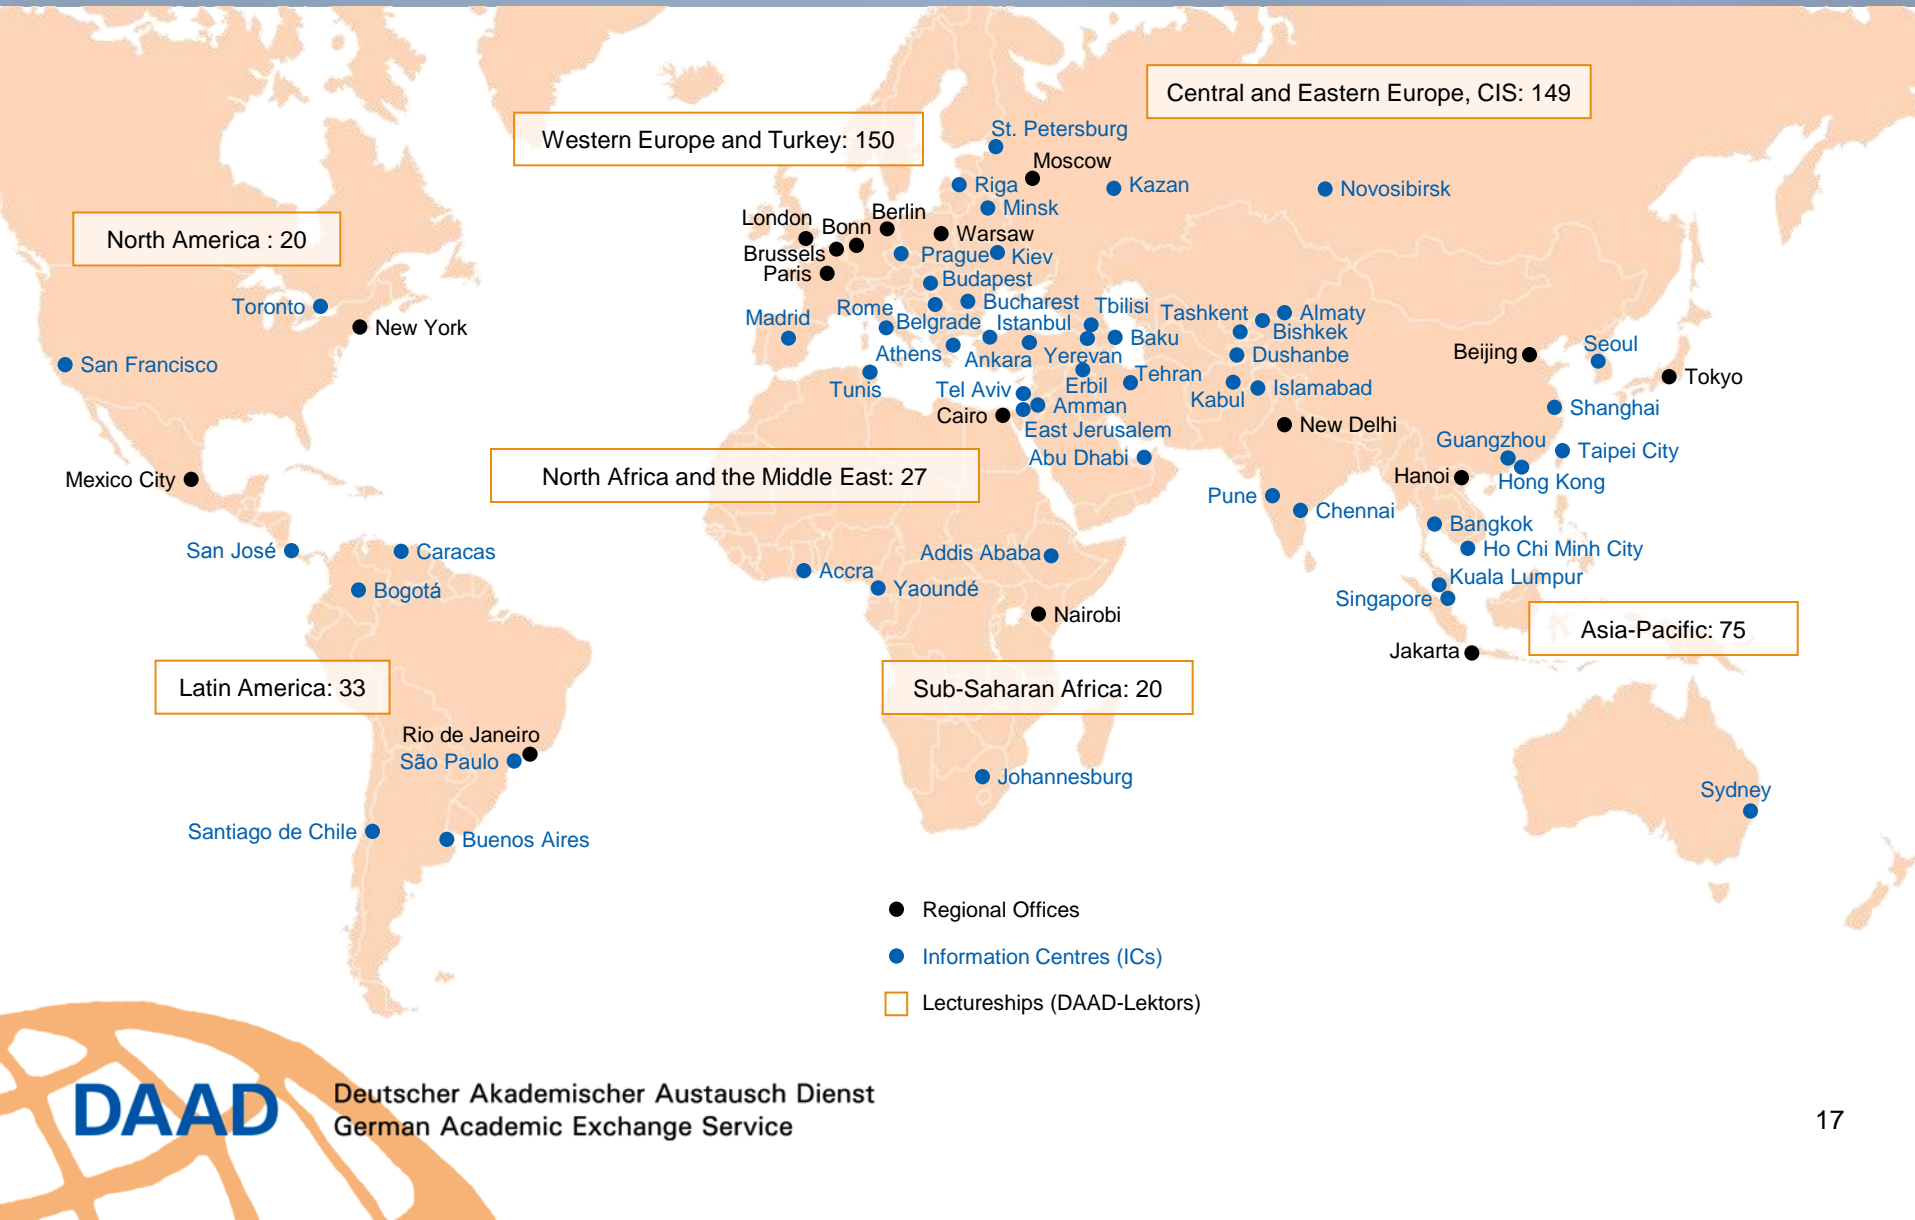 Central and Eastern Europe, CIS: 149
Western Europe and Turkey: 150
St. Petersburg
Moscow
Riga
Kazan
Novosibirsk
Minsk
North America : 20
London
Bonn
Berlin
Warsaw
Brussels
Prague
Kiev
Paris
Budapest
Toronto
New York
Madrid
Rome
Belgrade
Bucharest
Istanbul
Tbilisi
Tashkent
Almaty
Bishkek
Baku
San Francisco
Athens
Ankara
Yerevan
Dushanbe
Beijing
Seoul
Tokyo
Tunis
Tel Aviv
Erbil
Tehran
Kabul
Islamabad
Shanghai
Cairo
Amman
East Jerusalem
New Delhi
Guangzhou
Taipei City
Abu Dhabi
North Africa and the Middle East: 27
Mexico City
Hanoi
Hong Kong
Pune
Chennai
Bangkok
San José
Caracas
Addis Ababa
Ho Chi Minh City
Bogotá
Accra
Yaoundé
Kuala Lumpur
Singapore
Nairobi
Asia-Pacific: 75
Jakarta
Latin America: 33
Sub-Saharan Africa: 20
Rio de Janeiro
São Paulo
Johannesburg
Sydney
Santiago de Chile
Buenos Aires
Regional Offices
Information Centres (ICs)
Lectureships (DAAD-Lektors)
DAAD
Deutscher Akademischer Austausch Dienst
German Academic Exchange Service
17